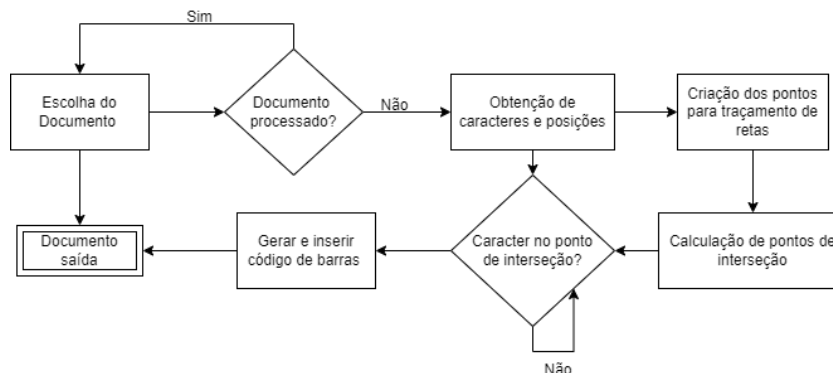 Sim
Escolha do
Documento
Documento
processado?
Não
Obtenção de
caracteres e posições
Criação dos pontos
para traçamento de
retas
Documento
saída
Gerar e inserir
código de barras
Caracter no ponto
de interseção?
Calculação de pontos de
interseção
Não